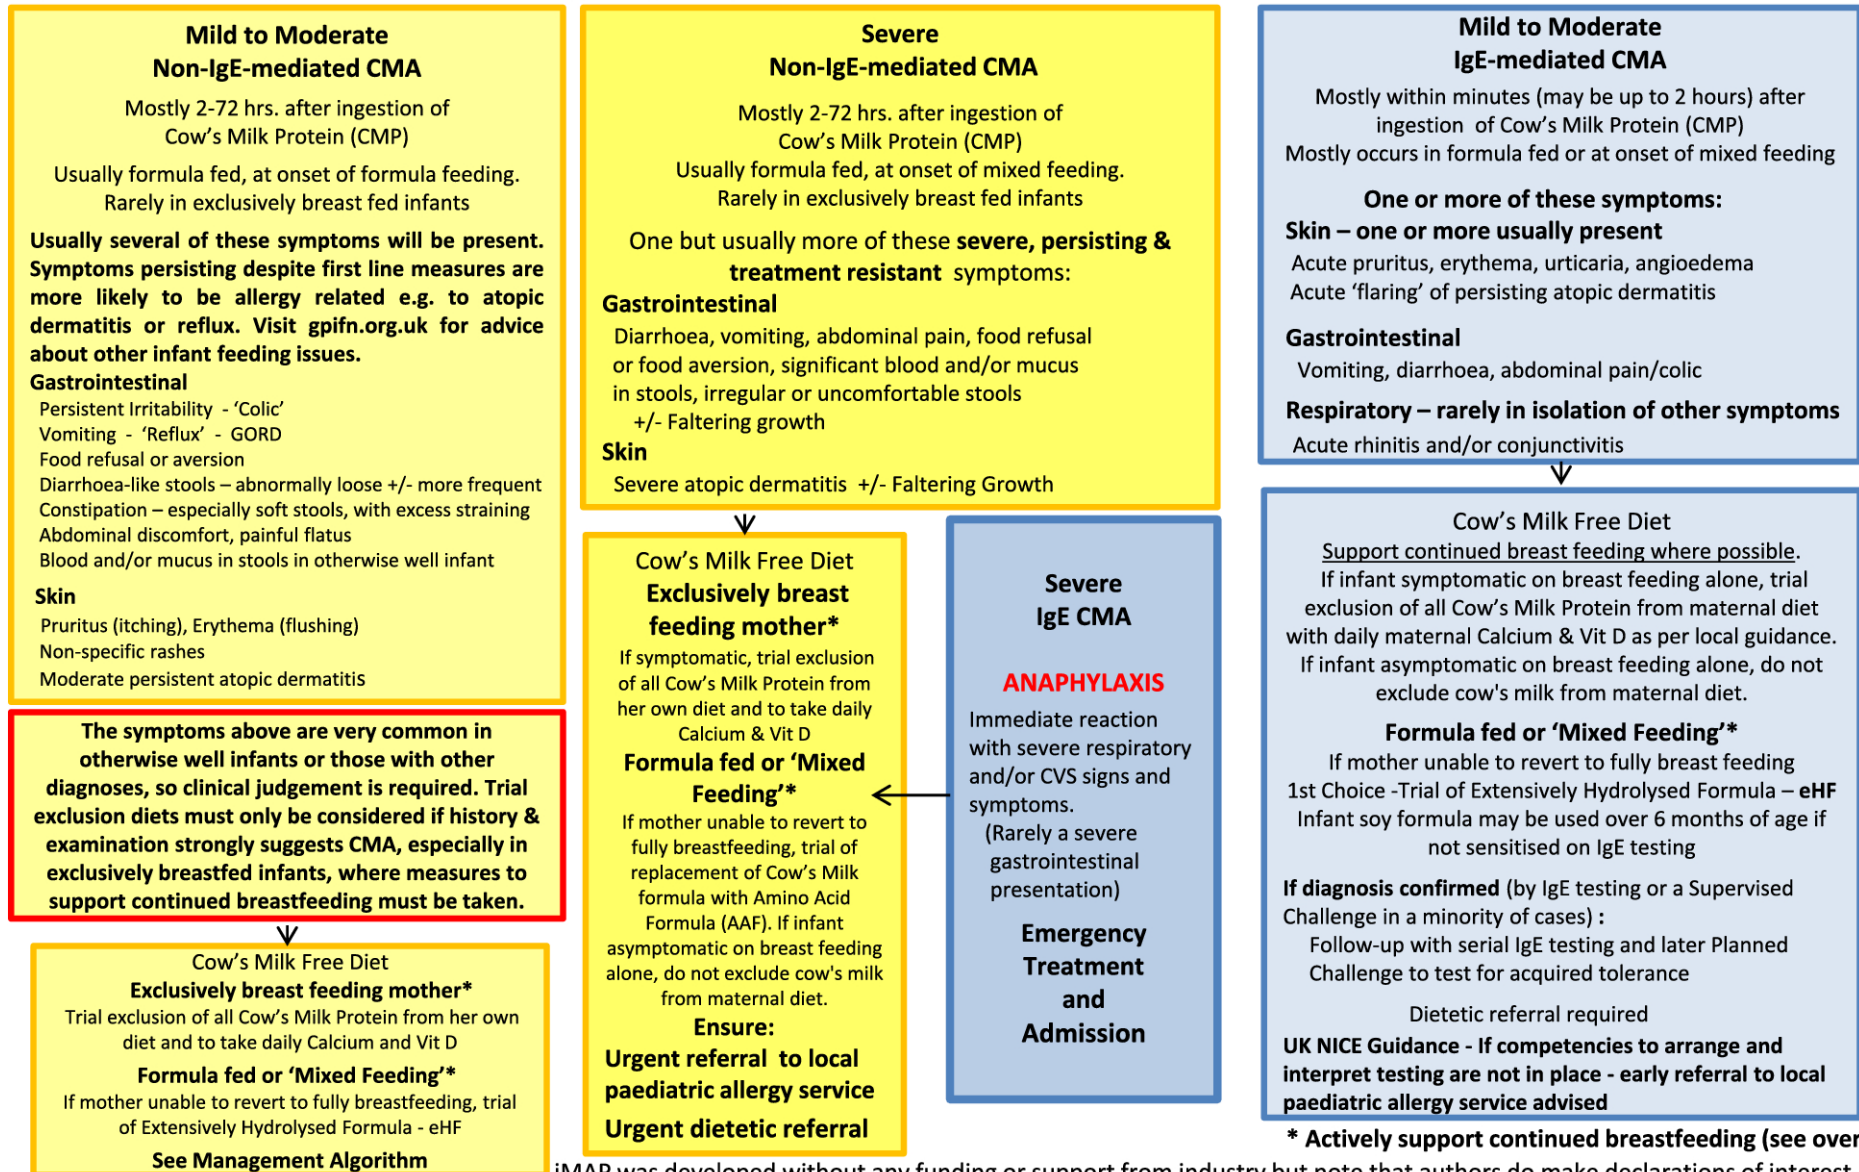 Mild to Moderate
Non-IgE-mediated CMA
Mostly 2-72 hrs. after ingestion of
Cow's Milk Protein (CMP)
Usually formula fed, at onset of formula feeding.
Rarely in exclusively breast fed infants
Usually several of these symptoms will be present.
Symptoms persisting despite first line measures are
more likely to be allergy related e.g. to atopic
dermatitis or reflux. Visit gpifn.org.uk for advice
about other infant feeding issues.
Gastrointestinal
Persistent Irritability - 'Colic'
Vomiting - 'Reflux' - GORD
Food refusal or aversion
Diarrhoea-like stools – abnormally loose +/- more frequent
Constipation – especially soft stools, with excess straining
Abdominal discomfort, painful flatus
Blood and/or mucus in stools in otherwise well infant
Skin
Pruritus (itching), Erythema (flushing)
Non-specific rashes
Moderate persistent atopic dermatitis
The symptoms above are very common in
otherwise well infants or those with other
diagnoses, so clinical judgement is required. Trial
exclusion diets must only be considered if history &
examination strongly suggests CMA, especially in
exclusively breastfed infants, where measures to
support continued breastfeeding must be taken.
Cow's Milk Free Diet
Exclusively breast feeding mother*
Trial exclusion of all Cow's Milk Protein from her own
diet and to take daily Calcium and Vit D
Formula fed or 'Mixed Feeding'*
If mother unable to revert to fully breastfeeding, trial
of Extensively Hydrolysed Formula - eHF
See Management Algorithm
Severe
Non-IgE-mediated CMA
Mostly 2-72 hrs. after ingestion of
Cow's Milk Protein (CMP)
Usually formula fed, at onset of mixed feeding.
Rarely in exclusively breast fed infants
One but usually more of these severe, persisting &
treatment resistant symptoms:
Gastrointestinal
Diarrhoea, vomiting, abdominal pain, food refusal
or food aversion, significant blood and/or mucus
in stools, irregular or uncomfortable stools
+/- Faltering growth
Skin
Severe atopic dermatitis +/- Faltering Growth
Cow's Milk Free Diet
Exclusively breast
feeding mother*
If symptomatic, trial exclusion
of all Cow's Milk Protein from
her own diet and to take daily
Calcium & Vit D
Formula fed or 'Mixed
Feeding'*
If mother unable to revert to
fully breastfeeding, trial of
replacement of Cow's Milk
formula with Amino Acid
Formula (AAF). If infant
asymptomatic on breast feeding
alone, do not exclude cow's milk
from maternal diet.
Ensure:
Urgent referral to local
paediatric allergy service
Urgent dietetic referral
Severe
IgE CMA
ANAPHYLAXIS
Immediate reaction
with severe respiratory
and/or CVS signs and
symptoms.
(Rarely a severe
gastrointestinal
presentation)
Emergency
Treatment
and
Admission
Mild to Moderate
IgE-mediated CMA
Mostly within minutes (may be up to 2 hours) after
ingestion of Cow's Milk Protein (CMP)
Mostly occurs in formula fed or at onset of mixed feeding
One or more of these symptoms:
Skin – one or more usually present
Acute pruritus, erythema, urticaria, angioedema
Acute 'flaring' of persisting atopic dermatitis
Gastrointestinal
Vomiting, diarrhoea, abdominal pain/colic
Respiratory – rarely in isolation of other symptoms
Acute rhinitis and/or conjunctivitis
Cow's Milk Free Diet
Support continued breast feeding where possible.
If infant symptomatic on breast feeding alone, trial
exclusion of all Cow's Milk Protein from maternal diet
with daily maternal Calcium & Vit D as per local guidance.
If infant asymptomatic on breast feeding alone, do not
exclude cow's milk from maternal diet.
Formula fed or 'Mixed Feeding'*
If mother unable to revert to fully breast feeding
1st Choice -Trial of Extensively Hydrolysed Formula – eHF
Infant soy formula may be used over 6 months of age if
not sensitised on IgE testing
If diagnosis confirmed (by IgE testing or a Supervised
Challenge in a minority of cases) :
Follow-up with serial IgE testing and later Planned
Challenge to test for acquired tolerance
Dietetic referral required
UK NICE Guidance - If competencies to arrange and
interpret testing are not in place - early referral to local
paediatric allergy service advised
* Actively support continued breastfeeding (see over
iMAP was developed without any funding or support from industry but note that authors do make declarations of interest